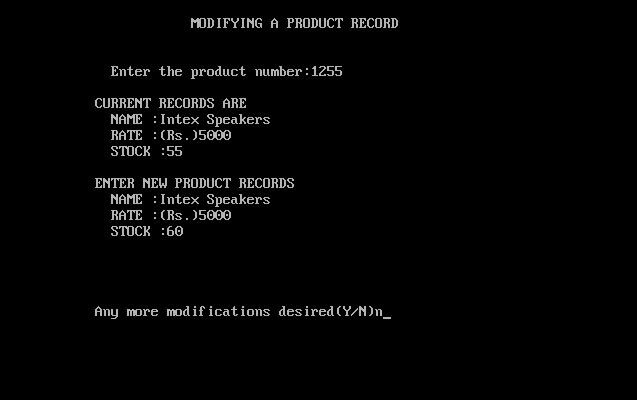 MODIFYING A PRODUCT RECORD
Enter the product number:1255
CURRENT RECORDS ARE
NAME :Intex Speakers
RATE :(Rs.)5000
STOCK :55
ENTER NEW PRODUCT RECORDS
NAME :Intex Speakers
RATE :(Rs.)5000
STOCK :60
Any more modifications desired(Y/N)n_